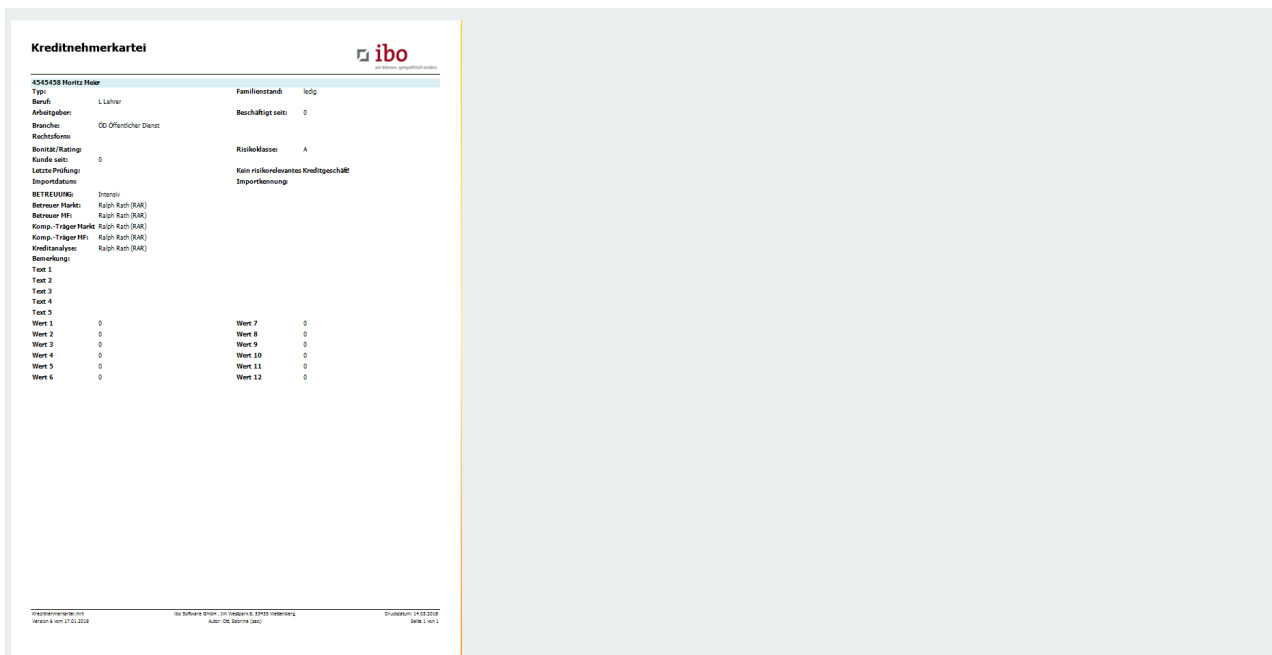 Kreditnehmerkartei
ibo
wir können sympathisch anders.
4545458 Moritz Meier
Typ: Familienstand: ledig
Beruf: L Lehrer
Arbeitgeber: Beschäftigt seit: 0
Branche: ÖD Öffentlicher Dienst
Rechtsform:
Bonität/Rating: Risikoklasse: A
Kunde seit: 0
Letzte Prüfung: Kein risikorelevantes Kreditgeschäft!
Importdatum: Importkennung:
BETREUUNG: Intensiv
Betreuer Markt: Ralph Rath (RAR)
Betreuer MF: Ralph Rath (RAR)
Komp.-Träger Markt Ralph Rath (RAR)
Komp.-Träger MF: Ralph Rath (RAR)
Kreditanalyse: Ralph Rath (RAR)
Bemerkung:
Text 1
Text 2
Text 3
Text 4
Text 5
Wert 1 0 Wert 7 0
Wert 2 0 Wert 8 0
Wert 3 0 Wert 9 0
Wert 4 0 Wert 10 0
Wert 5 0 Wert 11 0
Wert 6 0 Wert 12 0
Kreditnehmerkartei.mrt ibo Software GmbH , Im Westpark 8, 35435 Wettenberg Druckdatum: 14.03.2018
Version 6 vom 17.01.2018 Autor: Ott, Sabrina (sao) Seite 1 von 1